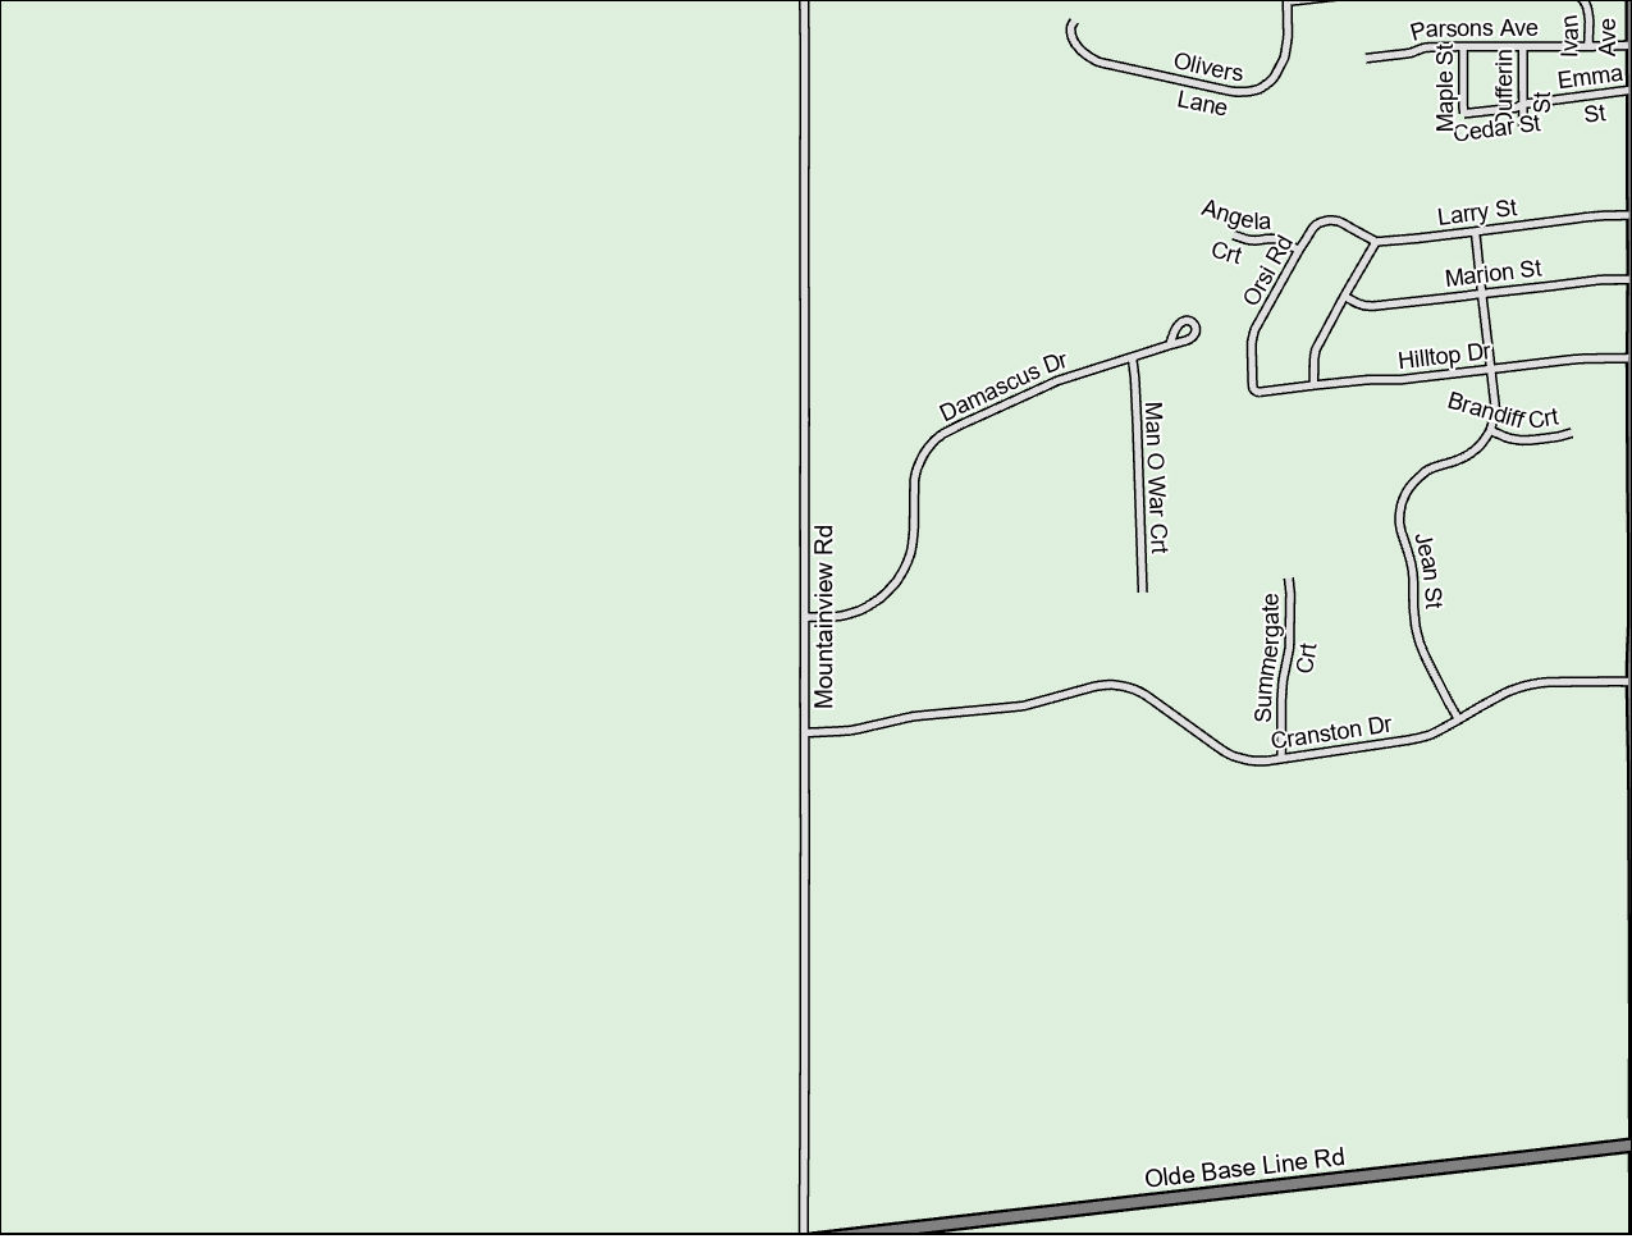 Parsons Ave
Ivan
Ave
Olivers
Lane
Maple St
Dufferin
St
Emma
St
Cedar St
Angela
Crt
Orsi Rd
Larry St
Marion St
Hilltop Dr
Damascus Dr
Brandiff Crt
Man O War Crt
Mountainview Rd
Jean St
Summergate
Crt
Cranston Dr
Olde Base Line Rd